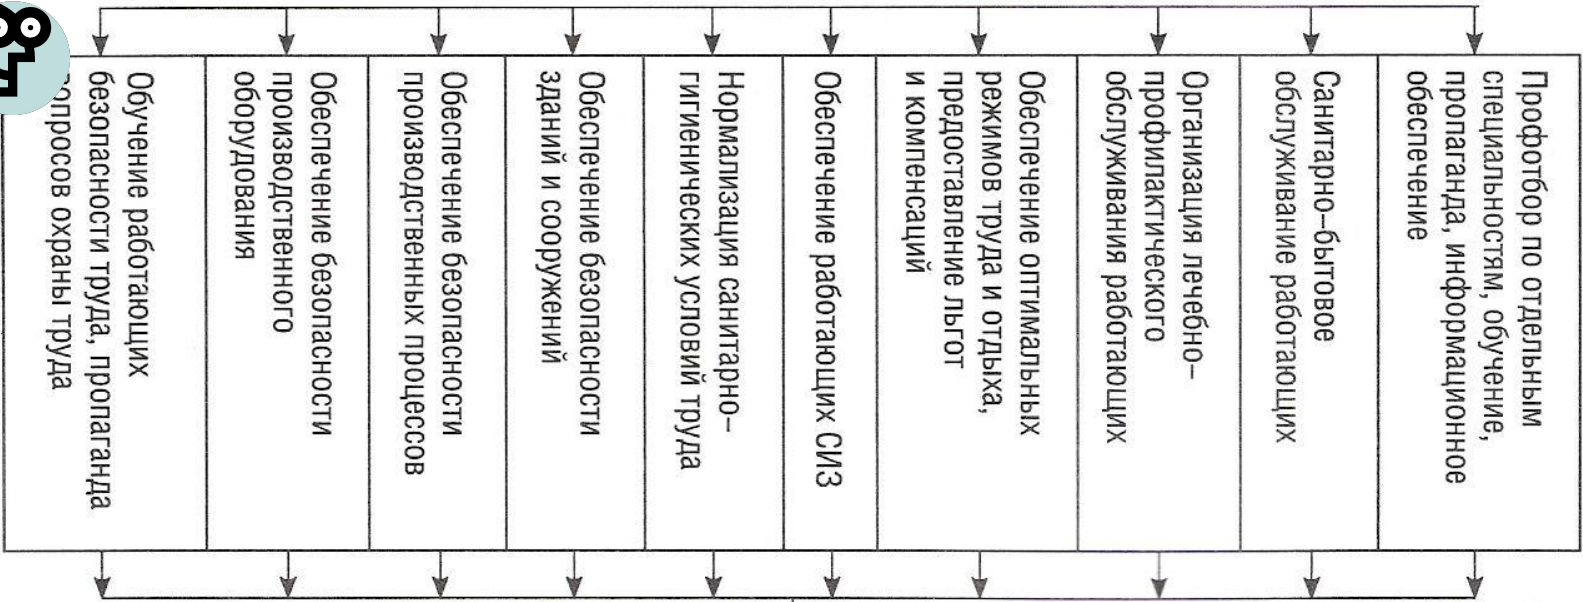 Профотбор по отдельным
специальностям, обучение,
пропаганда, информационное
обеспечение
Санитарно-бытовое
обслуживание работающих
Организация лечебно-
профилактического
обслуживания работающих
Обеспечение оптимальных
режимов труда и отдыха,
предоставление льгот
и компенсаций
Обеспечение работающих СИЗ
Нормализация санитарно-
гигиенических условий труда
Обеспечение безопасности
зданий и сооружений
Обеспечение безопасности
производственных процессов
Обеспечение безопасности
производственного
оборудования
Обучение работающих
безопасности труда, пропаганда
вопросов охраны труда